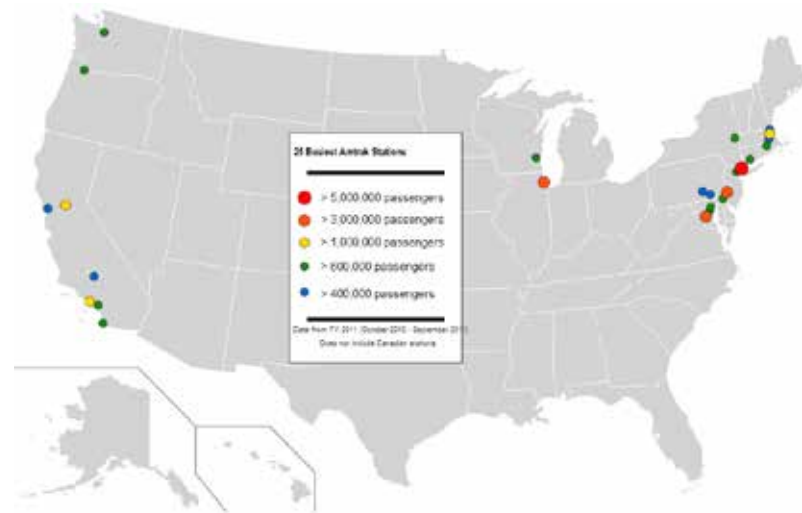 25 Busiest Amtrak Stations
> 5,000,000 passengers
> 3,000,000 passengers
> 1,000,000 passengers
> 600,000 passengers
> 400,000 passengers
Data from FY 2011 (October 2010 - September
Does not include Canadian stations